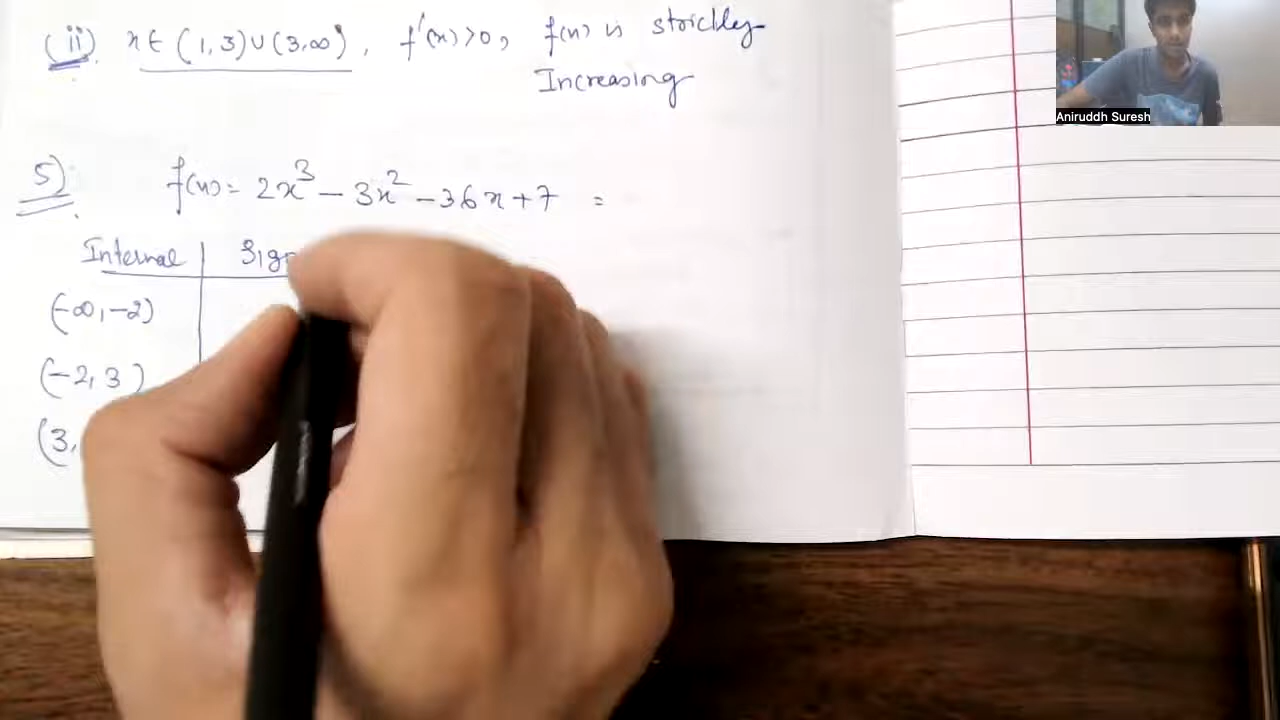 (ii). x ∈ (1,3)∪(3,∞), f'(x)>0, f(x) is strictly
Increasing
5). f(x) = 2x³ - 3x² - 36x + 7 =
Interval
(-∞,-2)
(-2,3)
(3,
Aniruddh Suresh